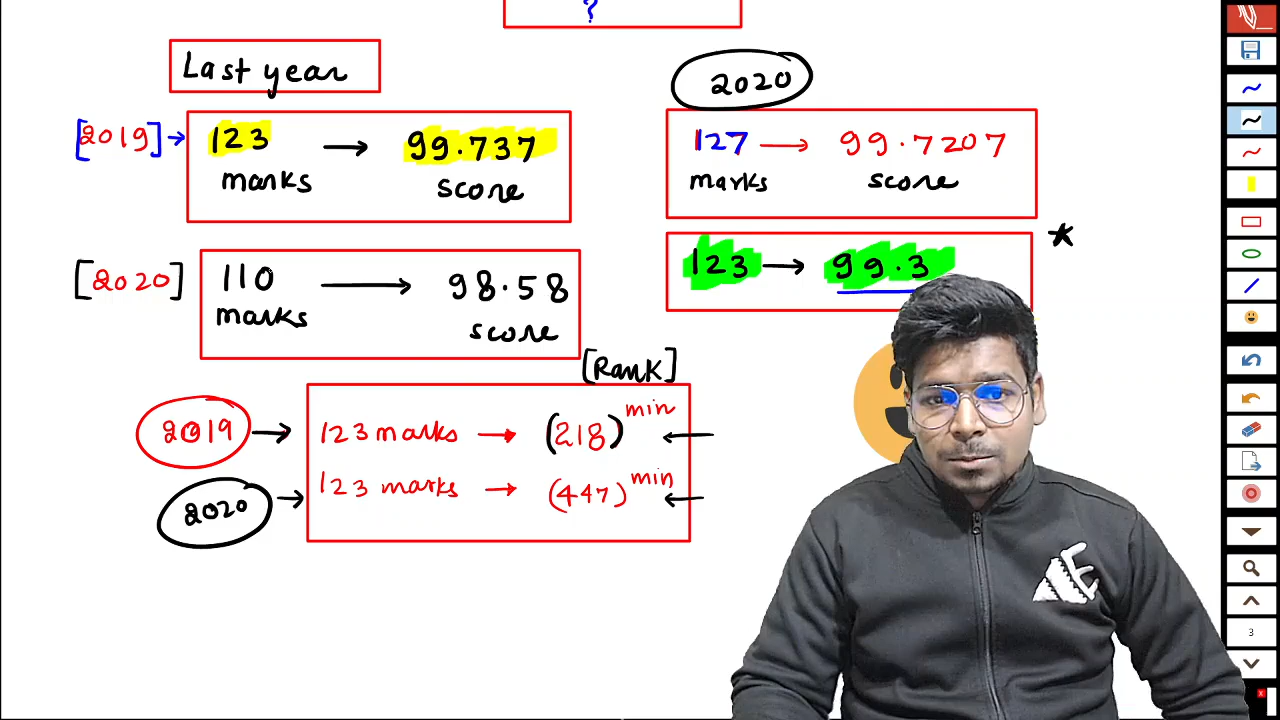 ?
Last year
2020
[2019] → 123 → 99.737
marks score
127 → 99.7207
marks score
123 → 99.3
[2020] 110 → 98.58
marks score
[Rank]
2019 → 123 marks → (218) min ←
2020 → 123 marks → (447) min ←
E
3